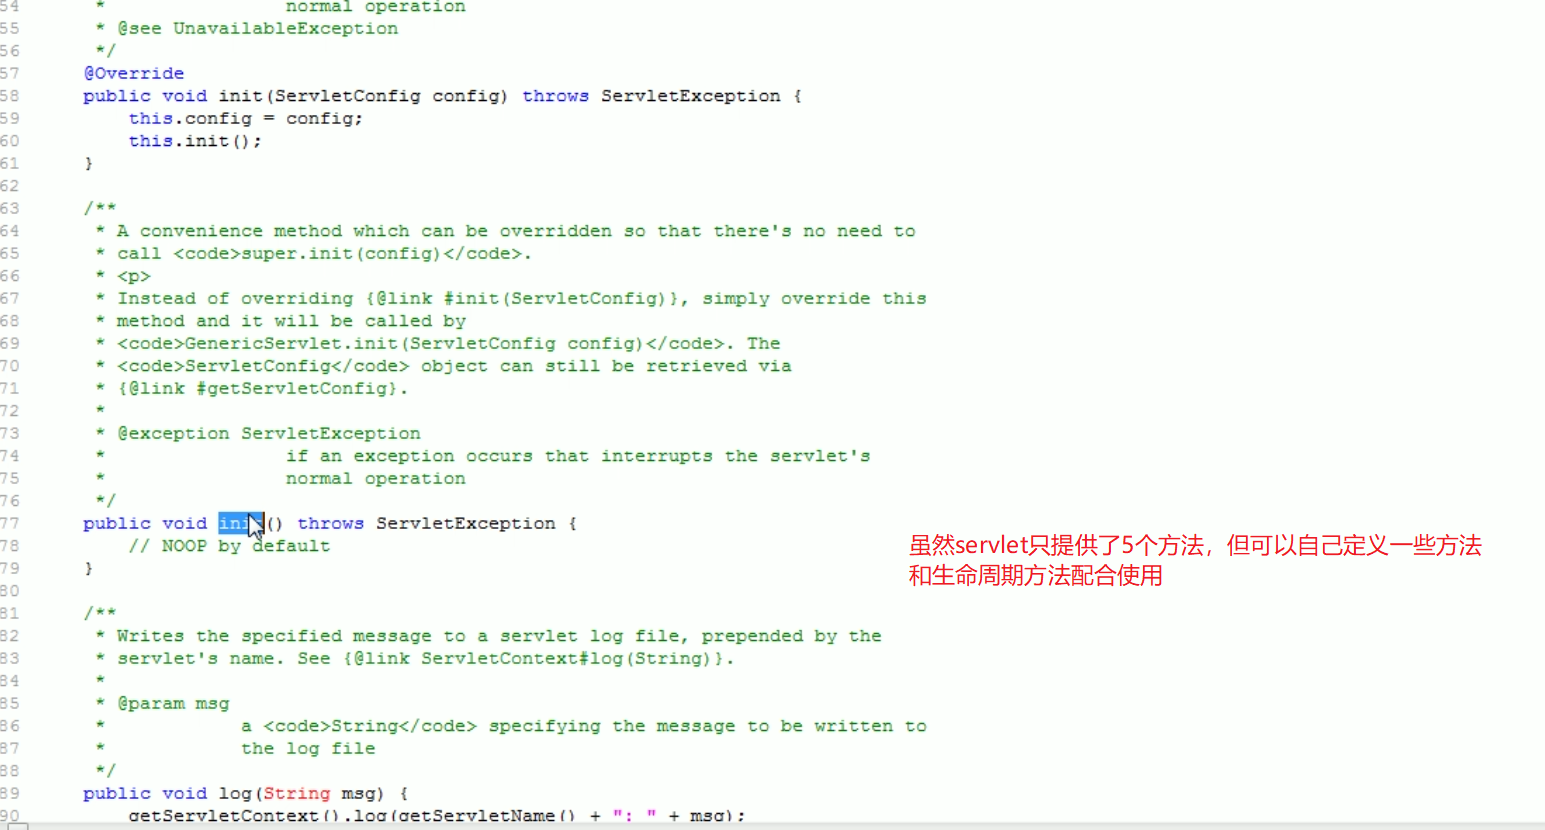 54 * normal operation
55 * @see UnavailableException
56 */
57 @Override
58 public void init(ServletConfig config) throws ServletException {
59 this.config = config;
60 this.init();
61 }
62
63 /**
64 * A convenience method which can be overridden so that there's no need to
65 * call <code>super.init(config)</code>.
66 * <p>
67 * Instead of overriding {@link #init(ServletConfig)}, simply override this
68 * method and it will be called by
69 * <code>GenericServlet.init(ServletConfig config)</code>. The
70 * <code>ServletConfig</code> object can still be retrieved via
71 * {@link #getServletConfig}.
72 *
73 * @exception ServletException
74 * if an exception occurs that interrupts the servlet's
75 * normal operation
76 */
77 public void init() throws ServletException {
78 // NOOP by default
虽然servlet只提供了5个方法，但可以自己定义一些方法
79 }
和生命周期方法配合使用
80
81 /**
82 * Writes the specified message to a servlet log file, prepended by the
83 * servlet's name. See {@link ServletContext#log(String)}.
84 *
85 * @param msg
86 * a <code>String</code> specifying the message to be written to
87 * the log file
88 */
89 public void log(String msg) {
90 getServletContext().log(getServletName() + ": " + msg);